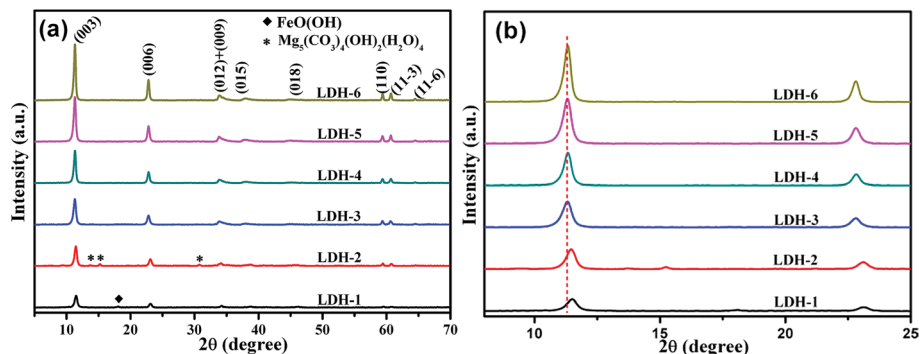 (a)
◆ FeO(OH)
* Mg₅(CO₃)₄(OH)₂(H₂O)₄
(003)
(006)
(012)+(009)
(015)
(018)
(110)
(11-3)
(11-6)
LDH-6
LDH-5
LDH-4
LDH-3
* *
*
LDH-2
◆
LDH-1
Intensity (a.u.)
10 20 30 40 50 60 70
2θ (degree)
(b)
LDH-6
LDH-5
LDH-4
LDH-3
LDH-2
LDH-1
Intensity (a.u.)
10 15 20 25
2θ (degree)